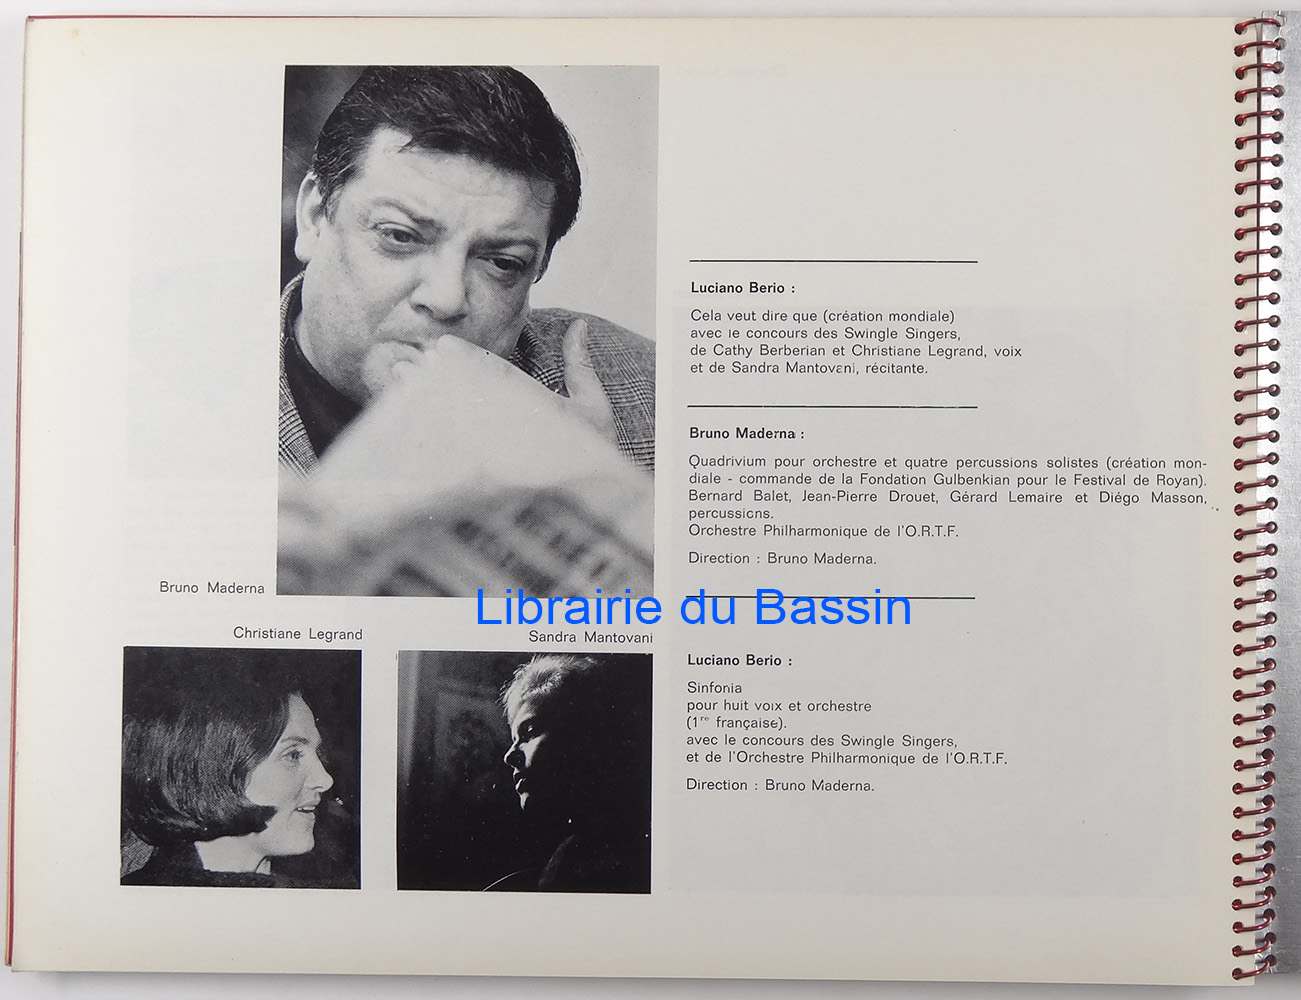 Luciano Berio :
Cela veut dire que (création mondiale)
avec le concours des Swingle Singers,
de Cathy Berberian et Christiane Legrand, voix
et de Sandra Mantovani, récitante.
Bruno Maderna :
Quadrivium pour orchestre et quatre percussions solistes (création mon-
diale - commande de la Fondation Gulbenkian pour le Festival de Royan).
Bernard Balet, Jean-Pierre Drouet, Gérard Lemaire et Diégo Masson,
percussions.
Orchestre Philharmonique de l'O.R.T.F.
Direction : Bruno Maderna.
Bruno Maderna
Librairie du Bassin
Christiane Legrand
Sandra Mantovani
Luciano Berio :
Sinfonia
pour huit voix et orchestre
(1re française).
avec le concours des Swingle Singers,
et de l'Orchestre Philharmonique de l'O.R.T.F.
Direction : Bruno Maderna.